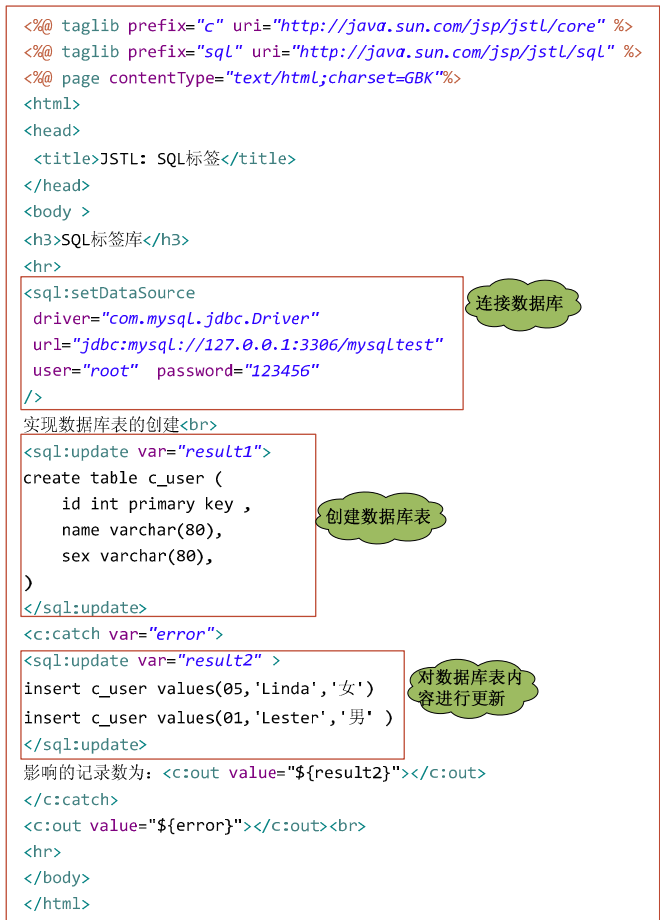 <%@ taglib prefix="c" uri="http://java.sun.com/jsp/jstl/core" %>
<%@ taglib prefix="sql" uri="http://java.sun.com/jsp/jstl/sql" %>
<%@ page contentType="text/html;charset=GBK"%>
<html>
<head>
<title>JSTL: SQL标签</title>
</head>
<body >
<h3>SQL标签库</h3>
<hr>
<sql:setDataSource
连接数据库
driver="com.mysql.jdbc.Driver"
url="jdbc:mysql://127.0.0.1:3306/mysqltest"
user="root" password="123456"
/>
实现数据库表的创建<br>
<sql:update var="result1">
create table c_user (
id int primary key ,
创建数据库表
name varchar(80),
sex varchar(80),
)
</sql:update>
<c:catch var="error">
<sql:update var="result2" >
对数据库表内
容进行更新
insert c_user values(05,'Linda','女')
insert c_user values(01,'Lester','男' )
</sql:update>
影响的记录数为: <c:out value="${result2}"></c:out>
</c:catch>
<c:out value="${error}"></c:out><br>
<hr>
</body>
</html>